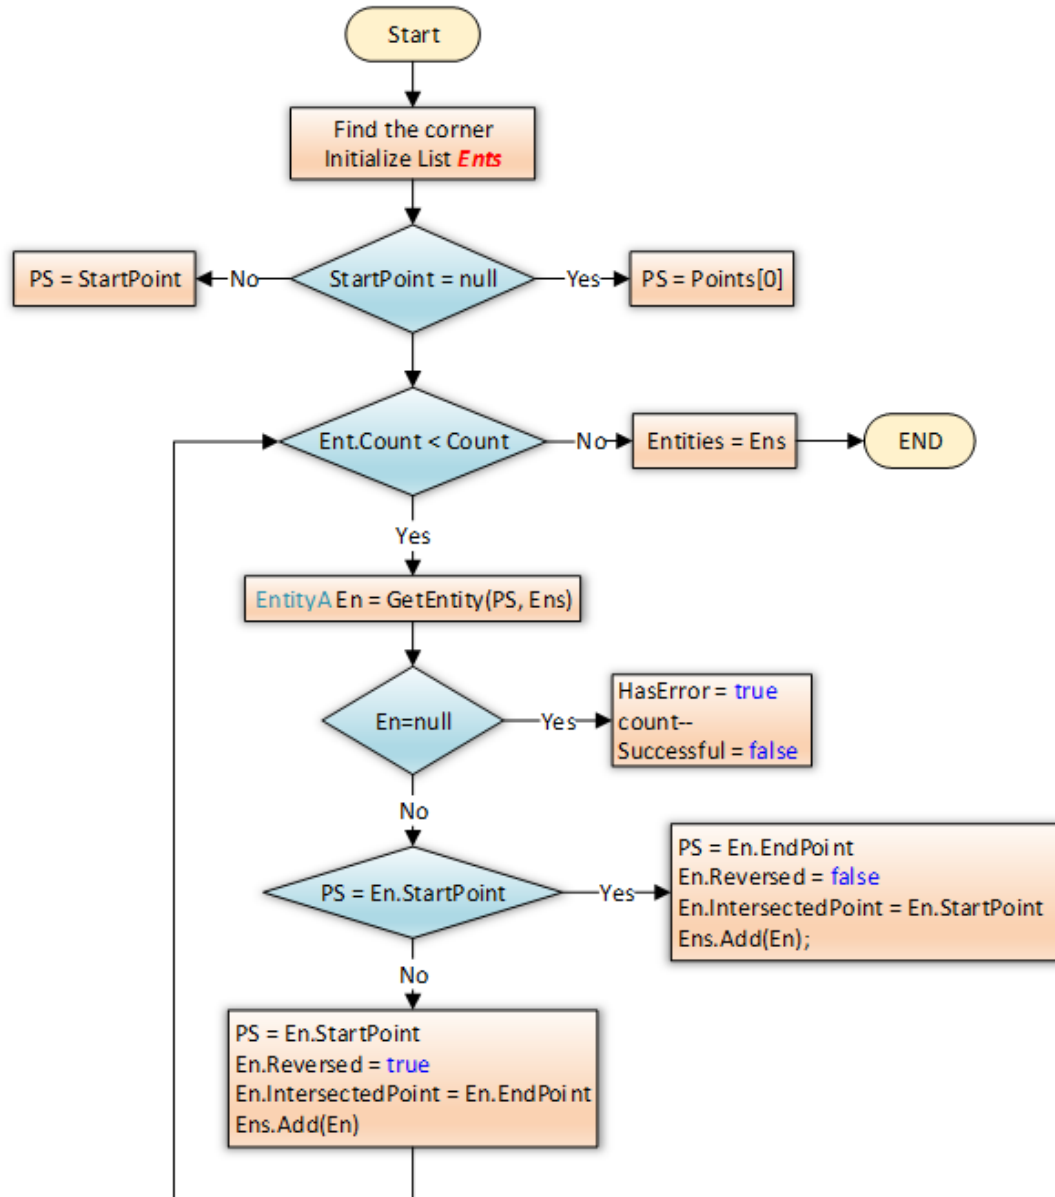 Start
Find the corner
Initialize List Ents
PS = StartPoint
No
StartPoint = null
Yes
PS = Points[0]
Ent.Count < Count
No
Entities = Ens
END
Yes
EntityA En = GetEntity(PS, Ens)
En=null
Yes
HasError = true
count--
Successful = false
No
PS = En.StartPoint
Yes
PS = En.EndPoint
En.Reversed = false
En.IntersectedPoint = En.StartPoint
Ens.Add(En);
No
PS = En.StartPoint
En.Reversed = true
En.IntersectedPoint = En.EndPoint
Ens.Add(En)